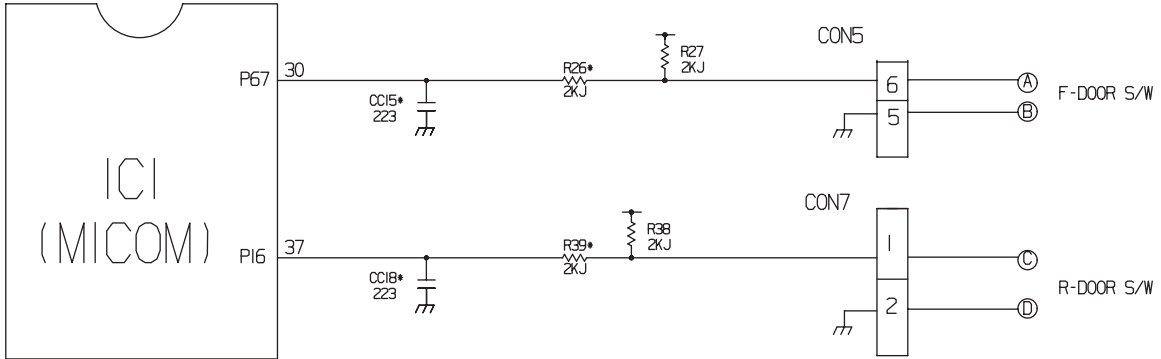 CON5
P67 30
R26*
2KJ
R27
2KJ
CC15*
223
6
5
A
B
F-DOOR S/W
IC1
(MICOM)
CON7
P16 37
R39*
2KJ
R38
2KJ
CC18*
223
1
2
C
D
R-DOOR S/W